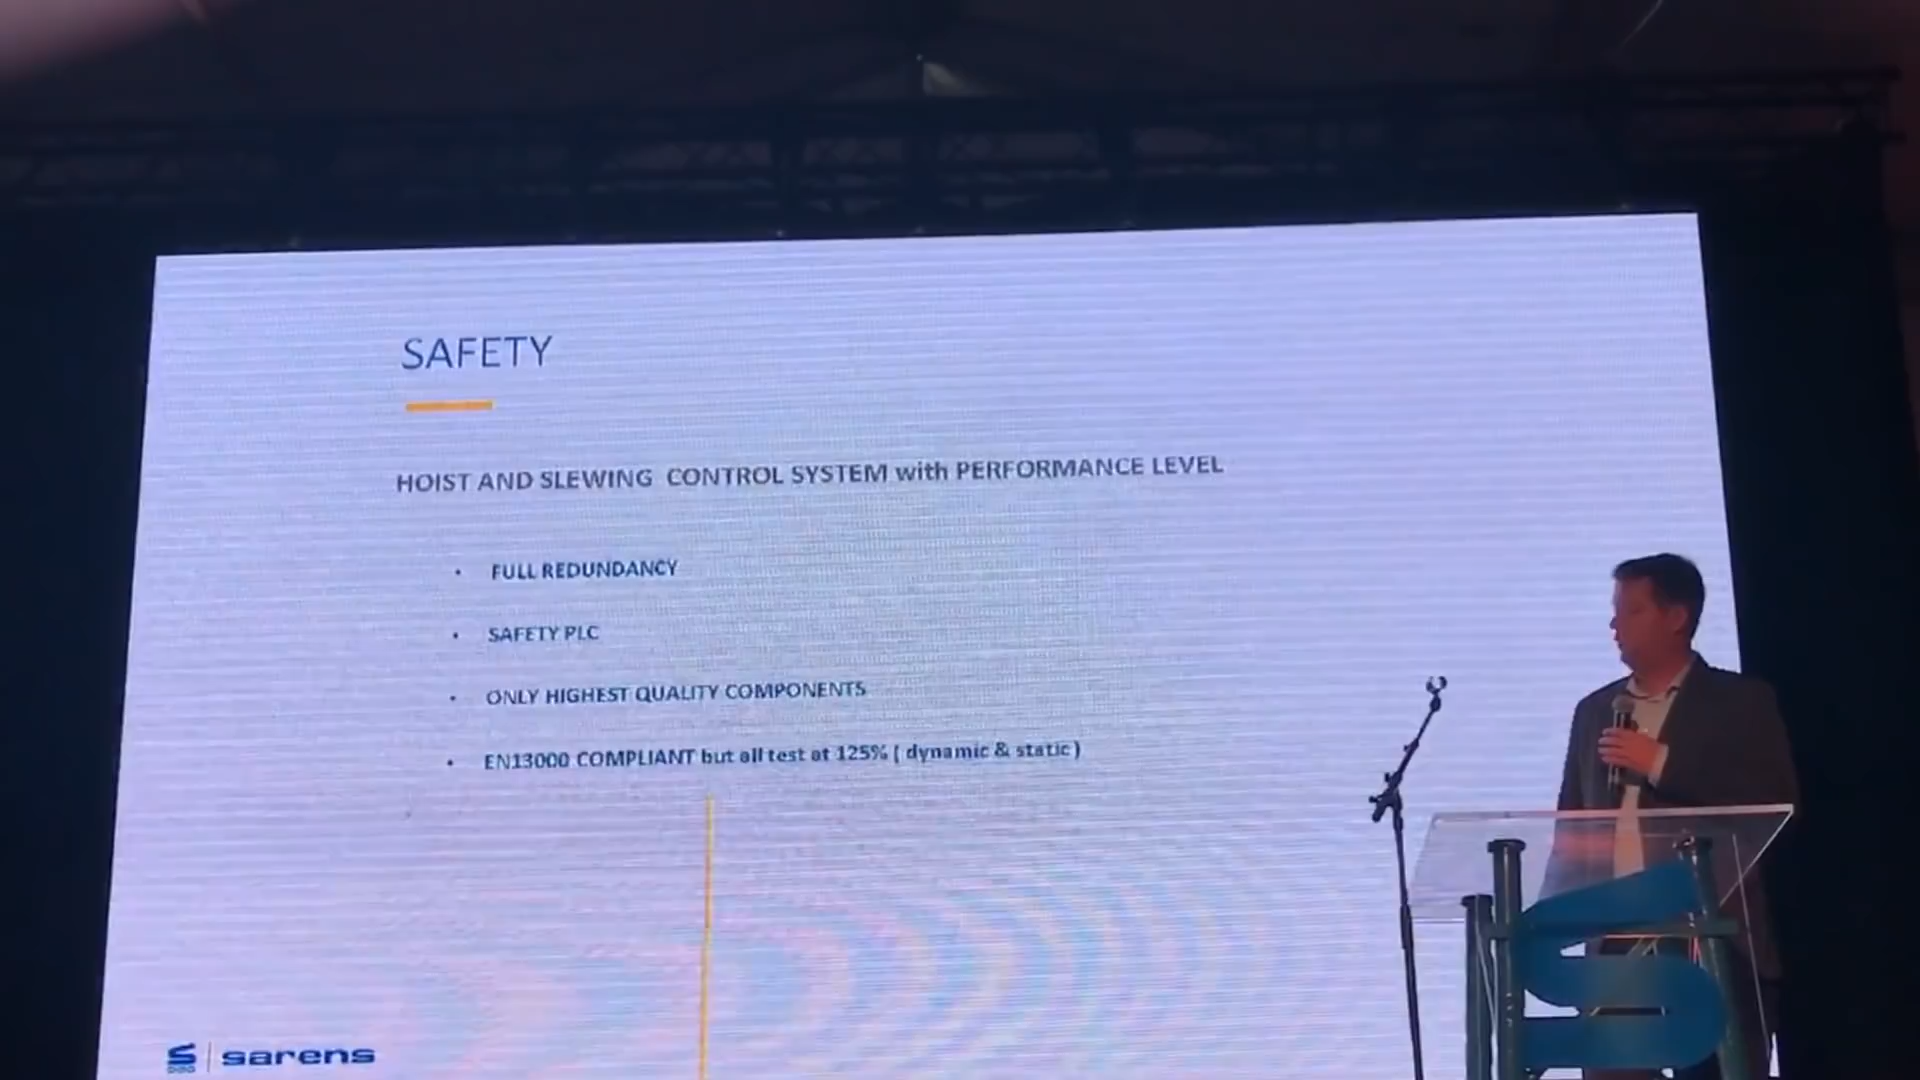 SAFETY
HOIST AND SLEWING CONTROL SYSTEM with PERFORMANCE LEVEL
• FULL REDUNDANCY
• SAFETY PLC
• ONLY HIGHEST QUALITY COMPONENTS
• EN13000 COMPLIANT but all test at 125% ( dynamic & static )
sarens